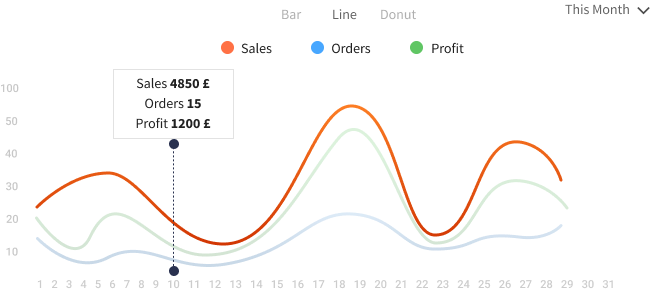 Bar Line Donut This Month
Sales Orders Profit
Sales 4850 £
Orders 15
Profit 1200 £
100
50
40
30
20
10
1 2 3 4 5 6 7 8 9 10 11 12 13 14 15 16 17 18 19 20 21 22 23 24 25 26 27 28 29 30 31